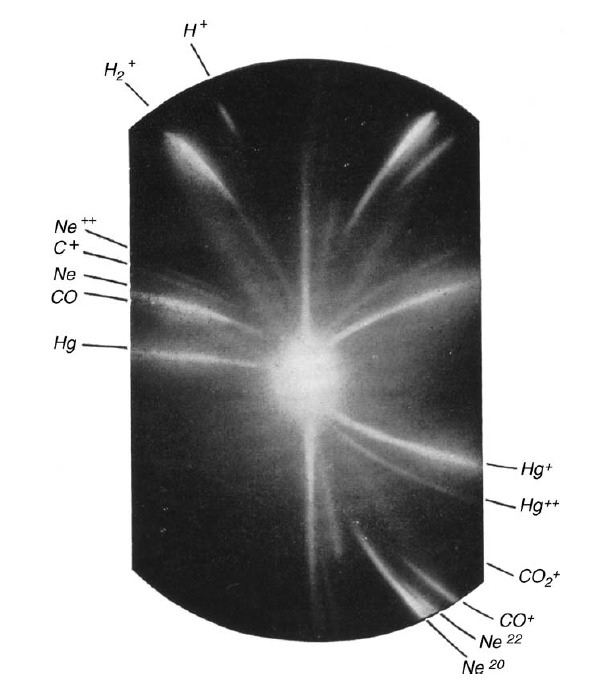 H+
H2+
Ne++
C+
Ne
CO
Hg
Hg+
Hg++
CO2+
CO+
Ne 22
Ne 20